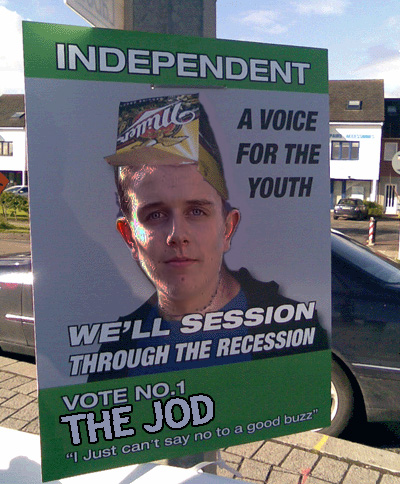 INDEPENDENT
Miller
A VOICE
FOR THE
YOUTH
WE'LL SESSION
THROUGH THE RECESSION
VOTE NO.1
THE JOD
"I Just can't say no to a good buzz"